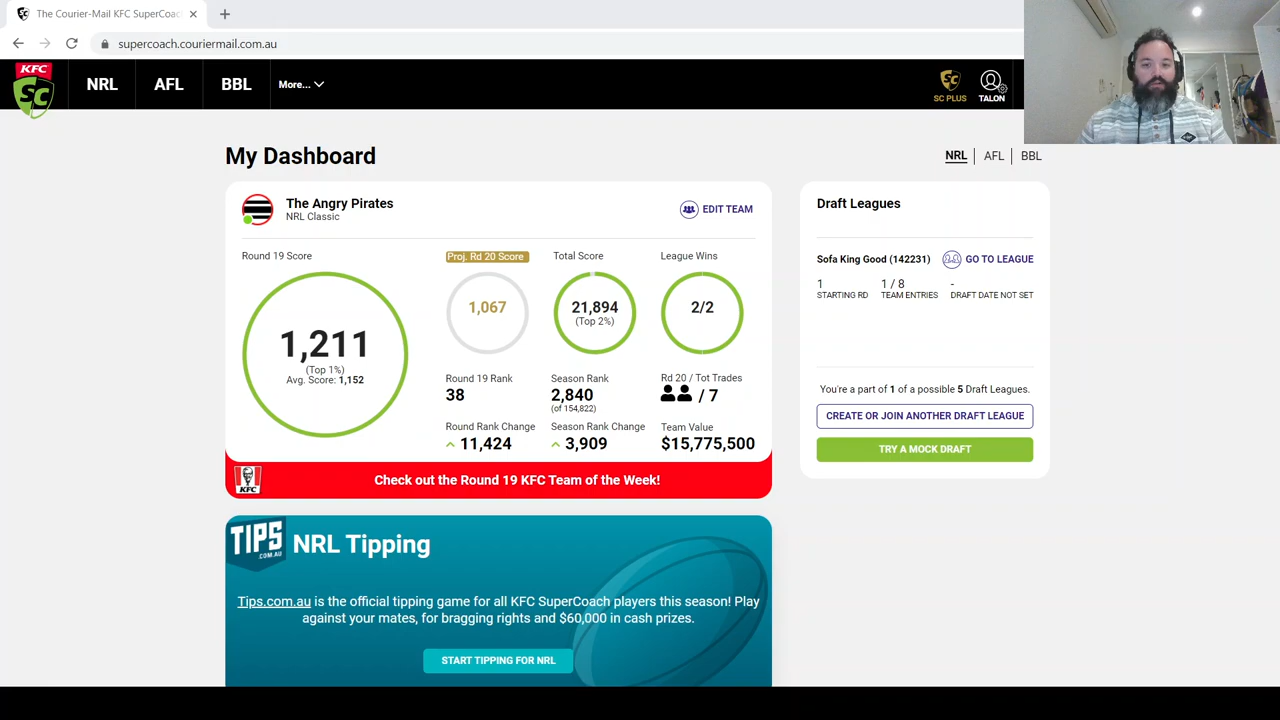 The Courier-Mail KFC SuperCoac
supercoach.couriermail.com.au
KFC
SC
NRL
AFL
BBL
More...
SC
SC PLUS
TALON
My Dashboard
NRL
AFL
BBL
The Angry Pirates
NRL Classic
EDIT TEAM
Round 19 Score
1,211
(Top 1%)
Avg. Score: 1,152
Proj. Rd 20 Score
1,067
Total Score
21,894
(Top 2%)
League Wins
2/2
Round 19 Rank
38
Season Rank
2,840
(of 154,822)
Rd 20 / Tot Trades
/ 7
Round Rank Change
11,424
Season Rank Change
3,909
Team Value
$15,775,500
KFC
Check out the Round 19 KFC Team of the Week!
Draft Leagues
Sofa King Good (142231)
GO TO LEAGUE
1
STARTING RD
1 / 8
TEAM ENTRIES
-
DRAFT DATE NOT SET
You're a part of 1 of a possible 5 Draft Leagues.
CREATE OR JOIN ANOTHER DRAFT LEAGUE
TRY A MOCK DRAFT
TIPS
.COM.AU
NRL Tipping
Tips.com.au is the official tipping game for all KFC SuperCoach players this season! Play
against your mates, for bragging rights and $60,000 in cash prizes.
START TIPPING FOR NRL